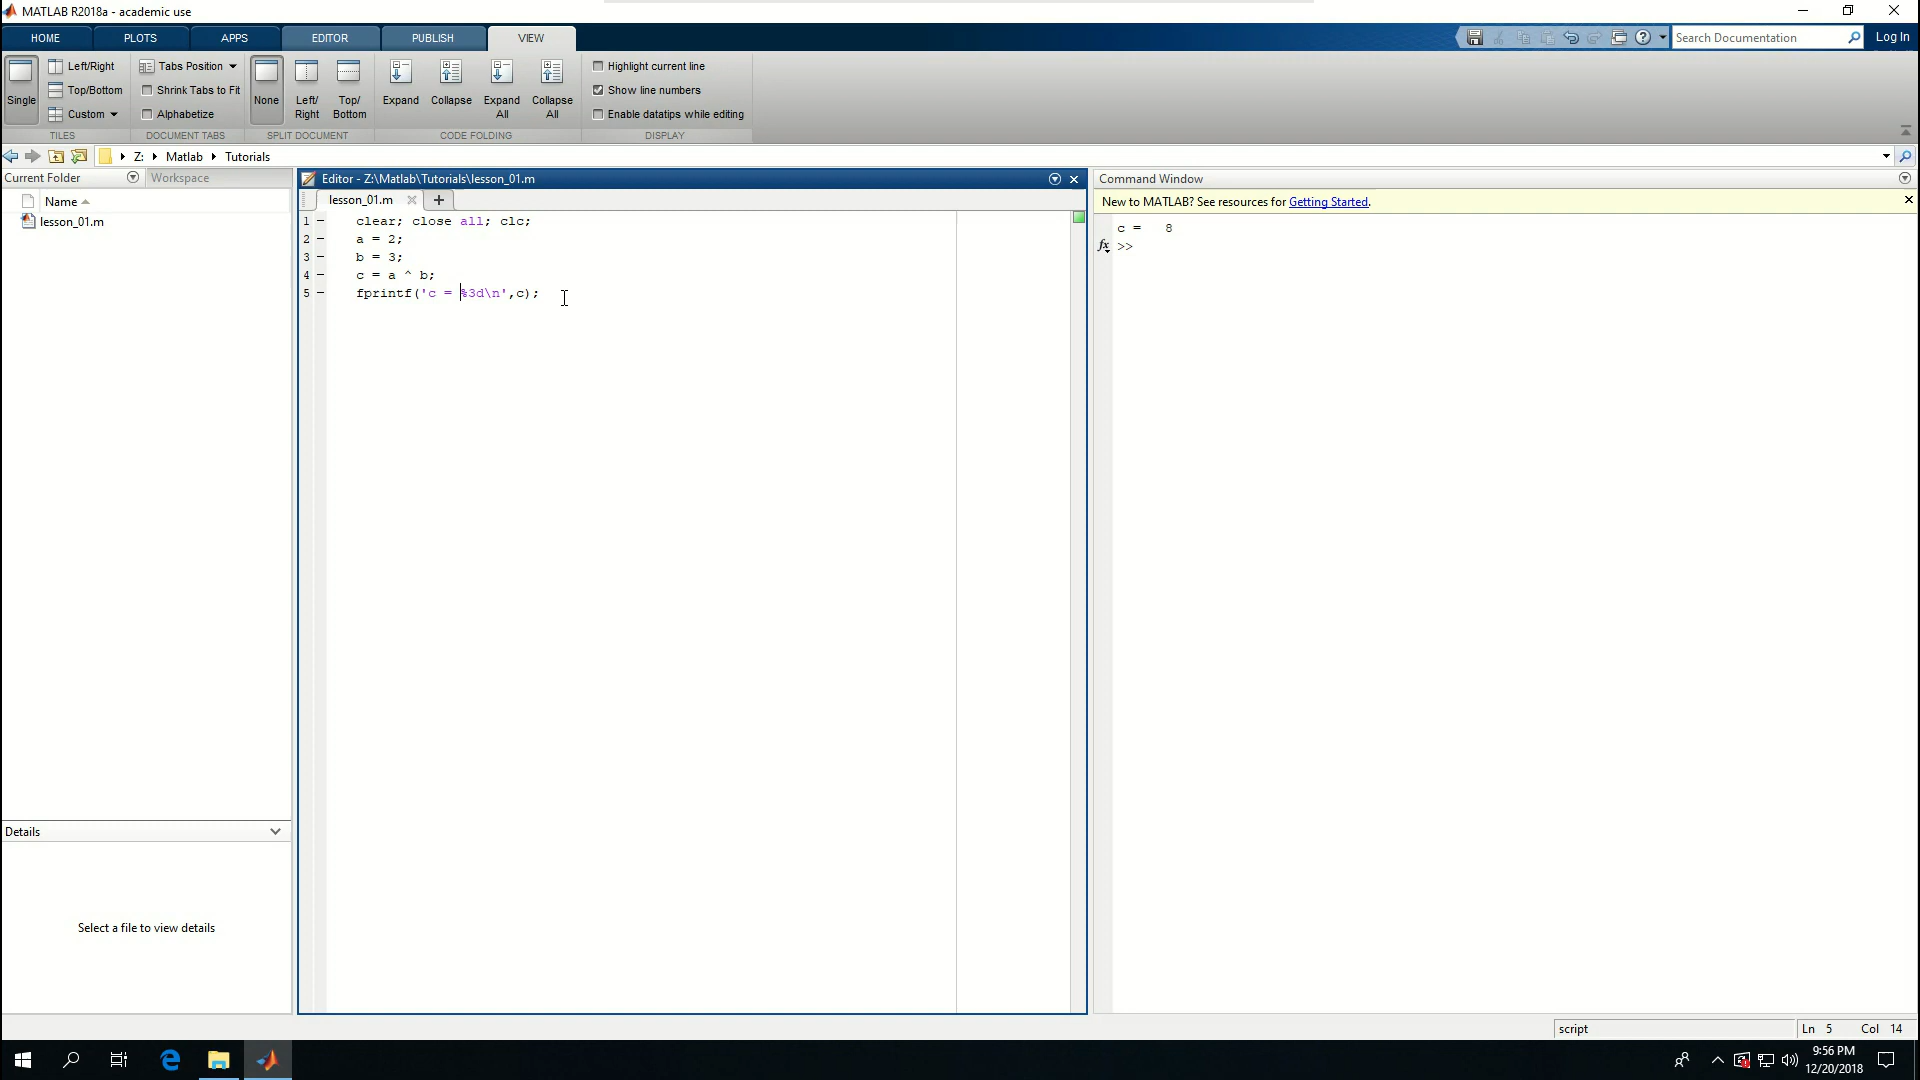 MATLAB R2018a - academic use
HOME PLOTS APPS EDITOR PUBLISH VIEW Search Documentation Log In
Left/Right Tabs Position Highlight current line
Top/Bottom Shrink Tabs to Fit Show line numbers
Single Custom Alphabetize None Left/Right Top/Bottom Expand Collapse Expand All Collapse All Enable datatips while editing
TILES DOCUMENT TABS SPLIT DOCUMENT CODE FOLDING DISPLAY
Z: Matlab Tutorials
Current Folder Workspace
Name
lesson_01.m
Details
Select a file to view details
Editor - Z:\Matlab\Tutorials\lesson_01.m
lesson_01.m
1 - clear; close all; clc;
2 - a = 2;
3 - b = 3;
4 - c = a ^ b;
5 - fprintf('c = %3d\n',c);
Command Window
New to MATLAB? See resources for Getting Started.
c =   8
fx >>
script Ln 5 Col 14
9:56 PM
12/20/2018